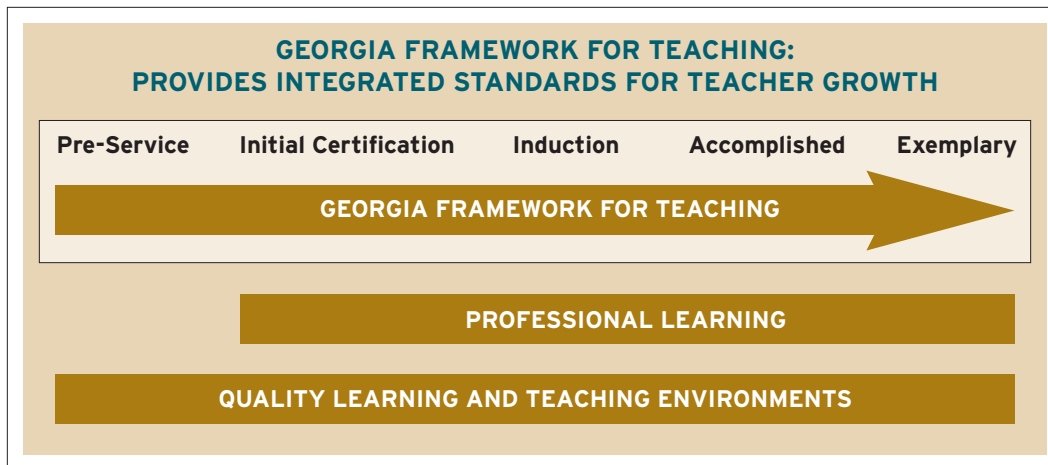 GEORGIA FRAMEWORK FOR TEACHING:
PROVIDES INTEGRATED STANDARDS FOR TEACHER GROWTH
Pre-Service Initial Certification Induction Accomplished Exemplary
GEORGIA FRAMEWORK FOR TEACHING
PROFESSIONAL LEARNING
QUALITY LEARNING AND TEACHING ENVIRONMENTS